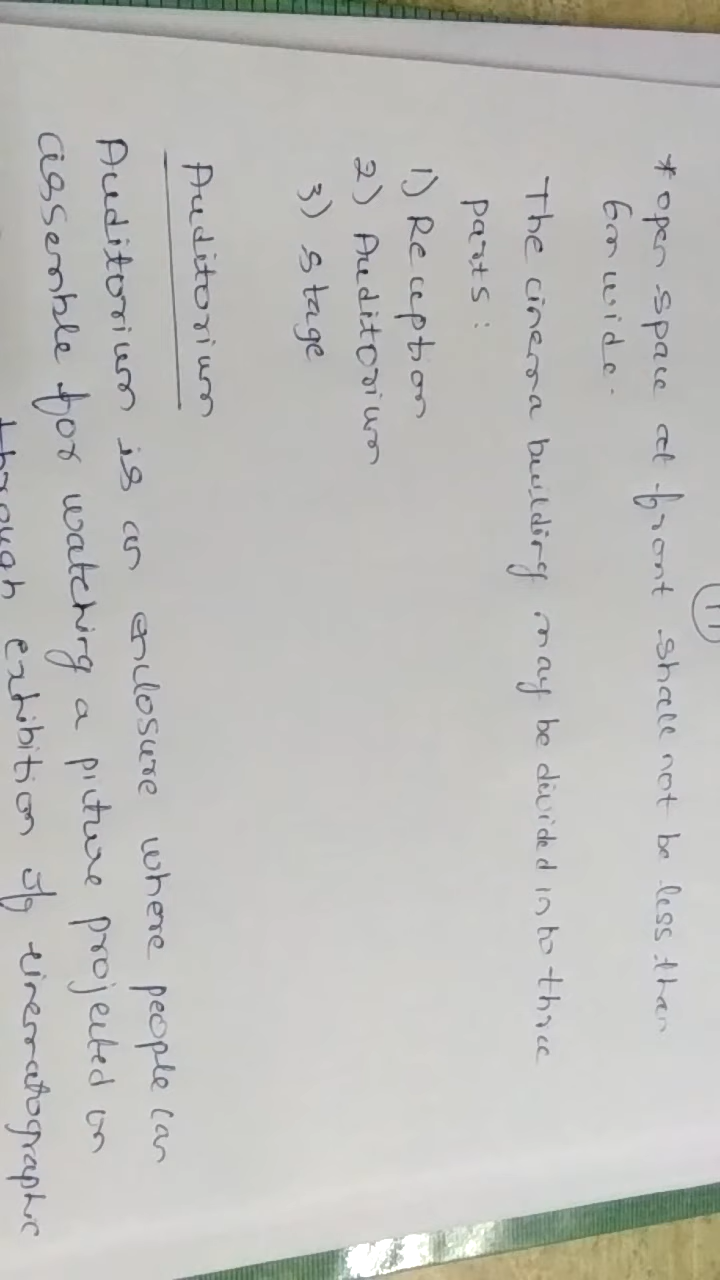 * open space at front shall not be less than
6m wide.
The cinema building may be divided into three
parts:
1) Reception
2) Auditorium
3) Stage
Auditorium
Auditorium is an enclosure where people can
assemble for watching a picture projected on
through exhibition of cinematographic